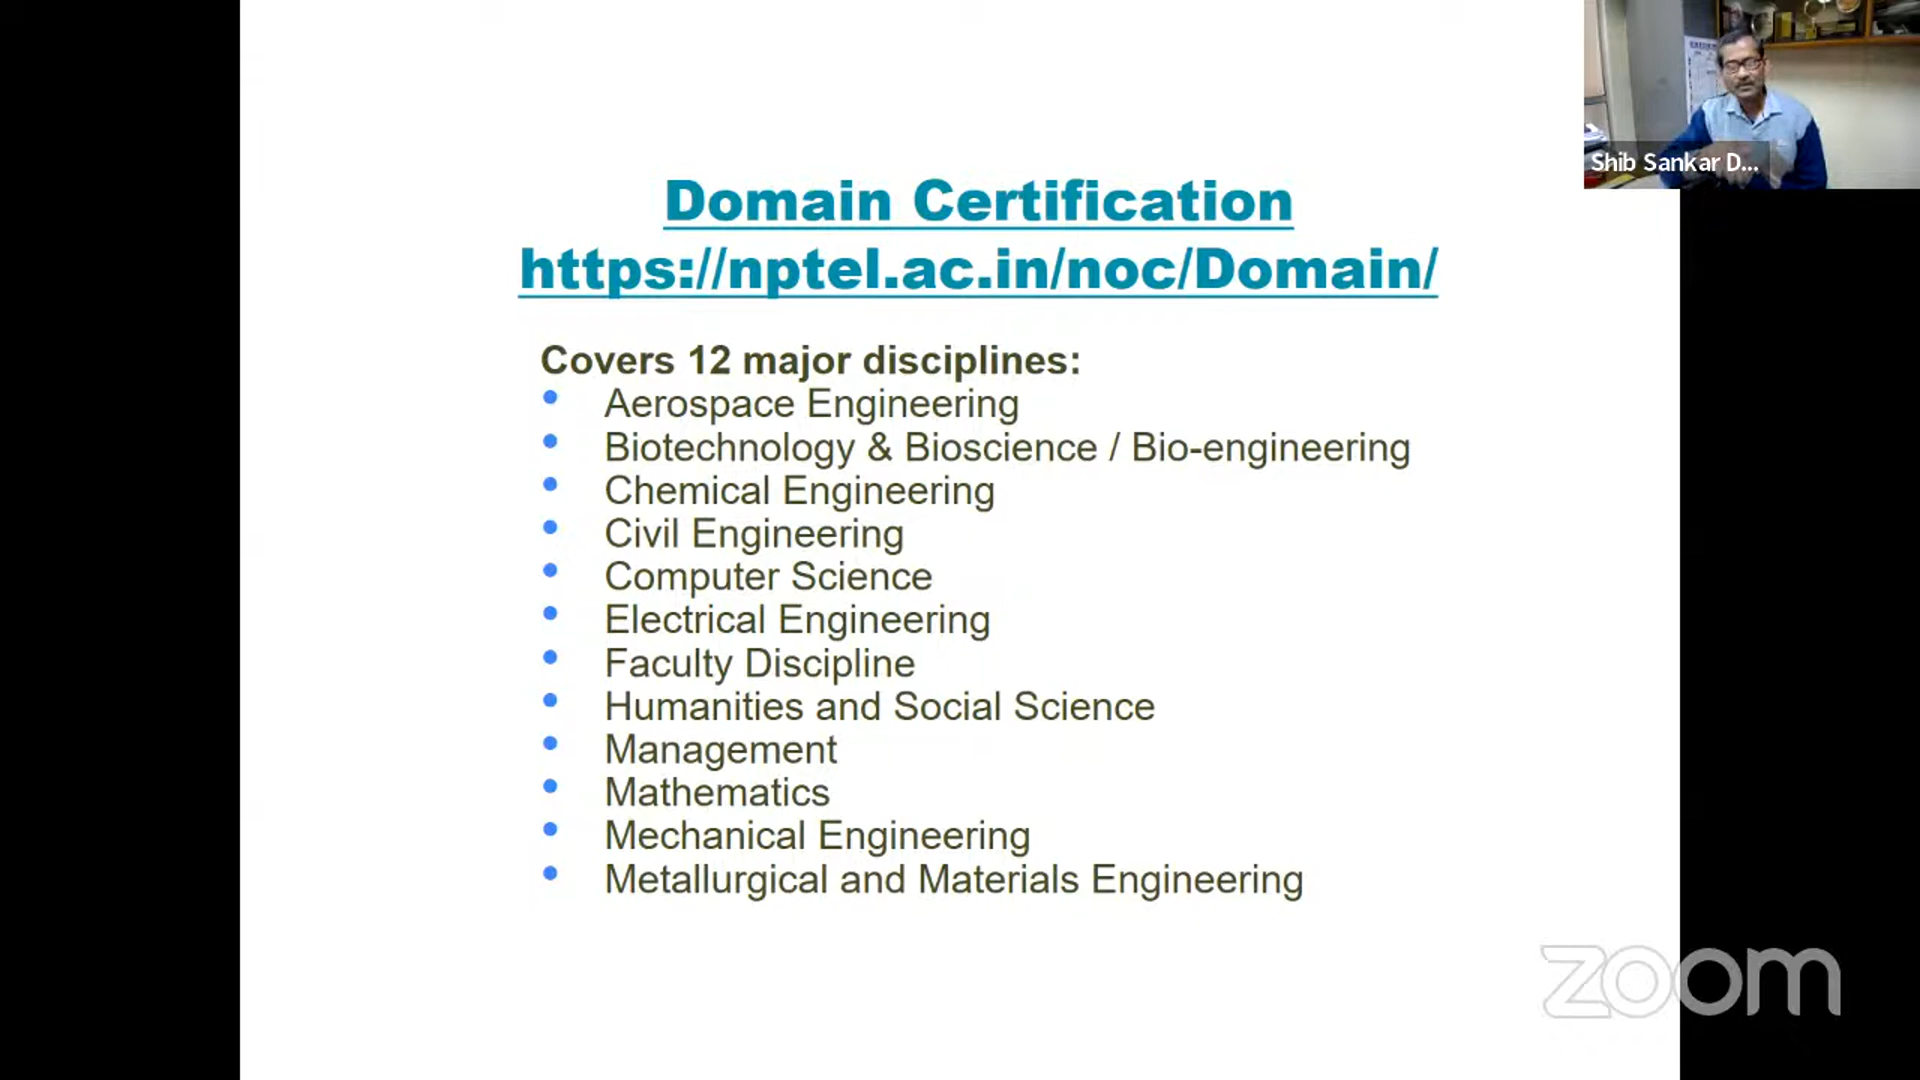 Shib Sankar D...
Domain Certification
https://nptel.ac.in/noc/Domain/
Covers 12 major disciplines:
• Aerospace Engineering
• Biotechnology & Bioscience / Bio-engineering
• Chemical Engineering
• Civil Engineering
• Computer Science
• Electrical Engineering
• Faculty Discipline
• Humanities and Social Science
• Management
• Mathematics
• Mechanical Engineering
• Metallurgical and Materials Engineering
zoom